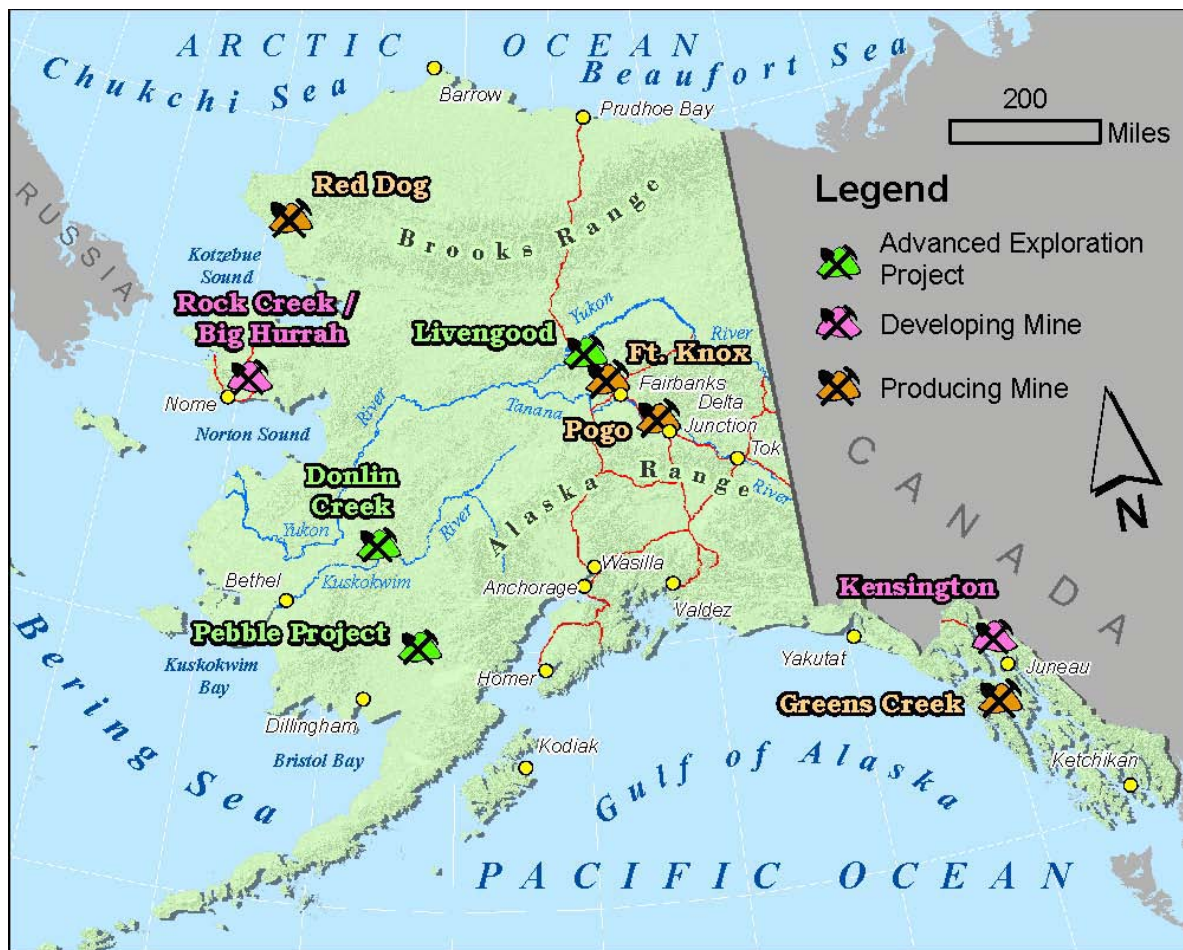 ARCTIC OCEAN
Chukchi Sea
Beaufort Sea
Barrow
Prudhoe Bay
200
Miles
Legend
Advanced Exploration
Project
Developing Mine
Producing Mine
N
RUSSIA
CANADA
Red Dog
Brooks Range
Kotzebue
Sound
Rock Creek /
Big Hurrah
Nome
Norton Sound
Livengood
Yukon
River
Ft. Knox
Fairbanks
River
Tanana
Delta
Junction
Pogo
Tok
River
Alaska Range
Donlin
Creek
Yukon
River
Kuskokwim
Bethel
Wasilla
Anchorage
Valdez
Pebble Project
Kuskokwim
Bay
Homer
Dillingham
Bristol Bay
Kodiak
Kensington
Yakutat
Juneau
Greens Creek
Ketchikan
Bering Sea
Gulf of Alaska
PACIFIC OCEAN